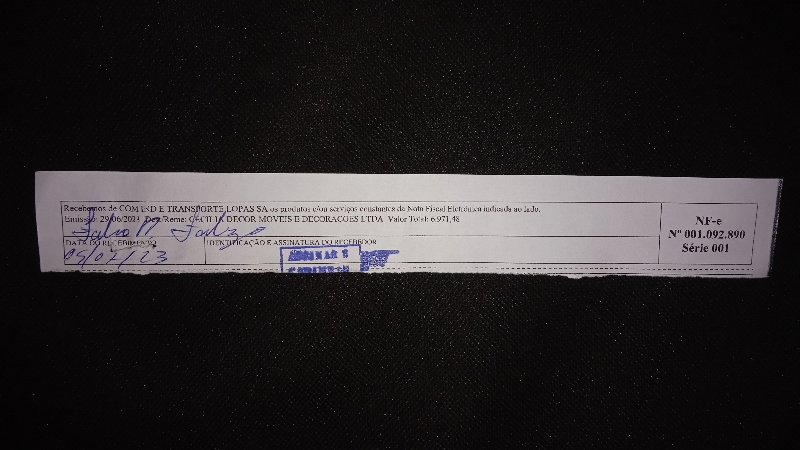 Recebemos de COM IND E TRANSPORTE LOPAS SA os produtos e/ou serviços constantes da Nota Fiscal Eletrônica indicada ao lado.
Emissão: 29/06/2023 Dest/Reme: CECILIA DECOR MOVEIS E DECORACOES LTDA Valor Total: 6.971,48
DATA DO RECEBIMENTO
IDENTIFICAÇÃO E ASSINATURA DO RECEBEDOR
05/07/23
ASSINAR E
CARIMBAR
NF-e
Nº 001.092.890
Série 001